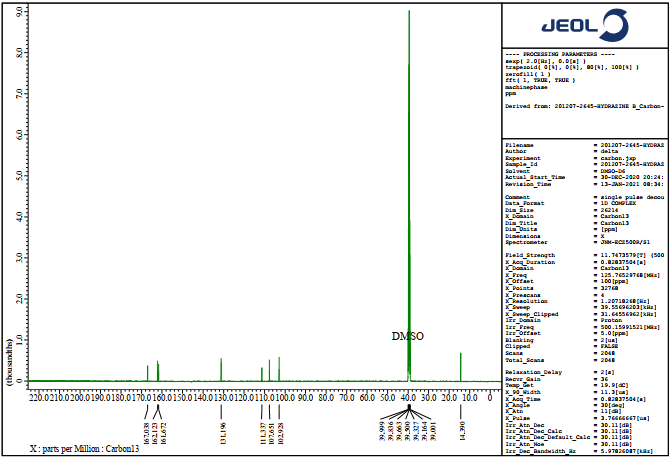 9.0
8.0
7.0
6.0
5.0
4.0
3.0
2.0
1.0
0
(thousandths)
DMSO
220.0 210.0 200.0 190.0 180.0 170.0 160.0 150.0 140.0 130.0 120.0 110.0 100.0 90.0 80.0 70.0 60.0 50.0 40.0 30.0 20.0 10.0 0
167.038
162.123
161.672
131.196
111.337
107.651
102.928
39.999
39.836
39.663
39.500
39.327
39.164
39.001
14.390
X : parts per Million : Carbon13
JEOL
---- PROCESSING PARAMETERS ----
sexp( 2.0[Hz], 0.0[s] )
trapezoid( 0[%], 0[%], 80[%], 100[%] )
zerofill( 1 )
fft( 1, TRUE, TRUE )
machinephase
ppm
Derived from: 201207-2645-HYDRAZINE B_Carbon-
Filename = 201207-2645-HYDRAZ
Author = delta
Experiment = carbon.jxp
Sample_Id = 201207-2645-HYDRAZ
Solvent = DMSO-D6
Actual_Start_Time = 30-DEC-2020 20:24:
Revision_Time = 13-JAN-2021 08:34:
Comment = single pulse decou
Data_Format = 1D COMPLEX
Dim_Size = 26214
X_Domain = Carbon13
Dim_Title = Carbon13
Dim_Units = [ppm]
Dimensions = X
Spectrometer = JNM-ECZ500R/S1
Field_Strength = 11.7473579[T] (500
X_Acq_Duration = 0.82837504[s]
X_Domain = Carbon13
X_Freq = 125.76529768[MHz]
X_Offset = 100[ppm]
X_Points = 32768
X_Prescans = 4
X_Resolution = 1.20718268[Hz]
X_Sweep = 39.55696203[kHz]
X_Sweep_Clipped = 31.64556962[kHz]
Irr_Domain = Proton
Irr_Freq = 500.15991521[MHz]
Irr_Offset = 5.0[ppm]
Blanking = 2[us]
Clipped = FALSE
Scans = 2048
Total_Scans = 2048
Relaxation_Delay = 2[s]
Recvr_Gain = 36
Temp_Get = 19.9[dC]
X_90_Width = 11.3[us]
X_Acq_Time = 0.82837504[s]
X_Angle = 30[deg]
X_Atn = 11[dB]
X_Pulse = 3.76666667[us]
Irr_Atn_Dec = 30.11[dB]
Irr_Atn_Dec_Calc = 30.11[dB]
Irr_Atn_Dec_Default_Calc = 30.11[dB]
Irr_Atn_Noe = 30.11[dB]
Irr_Dec_Bandwidth_Hz = 5.97826087[kHz]